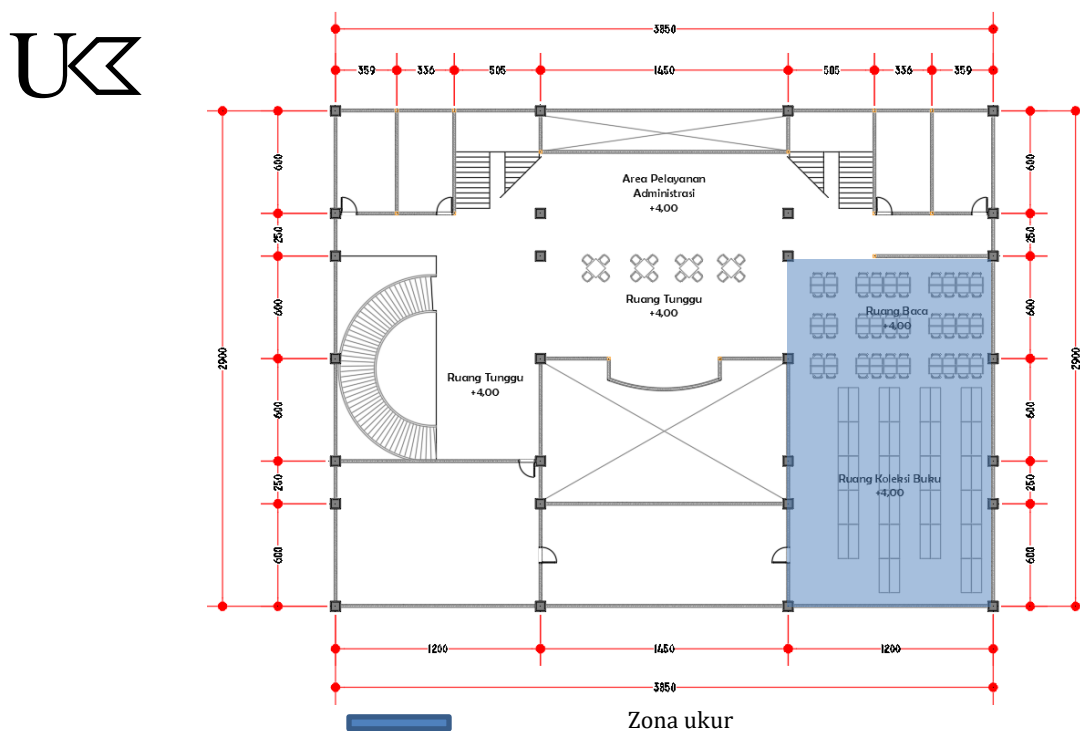 UK
3850
359 336 505 1450 505 336 359
600
250
600
2900
600
250
600
600
250
600
2900
600
250
600
Area Pelayanan
Administrasi
+4,00
Ruang Tunggu
+4,00
Ruang Baca
+4,00
Ruang Tunggu
+4,00
Ruang Koleksi Buku
+4,00
1200 1450 1200
3850
Zona ukur